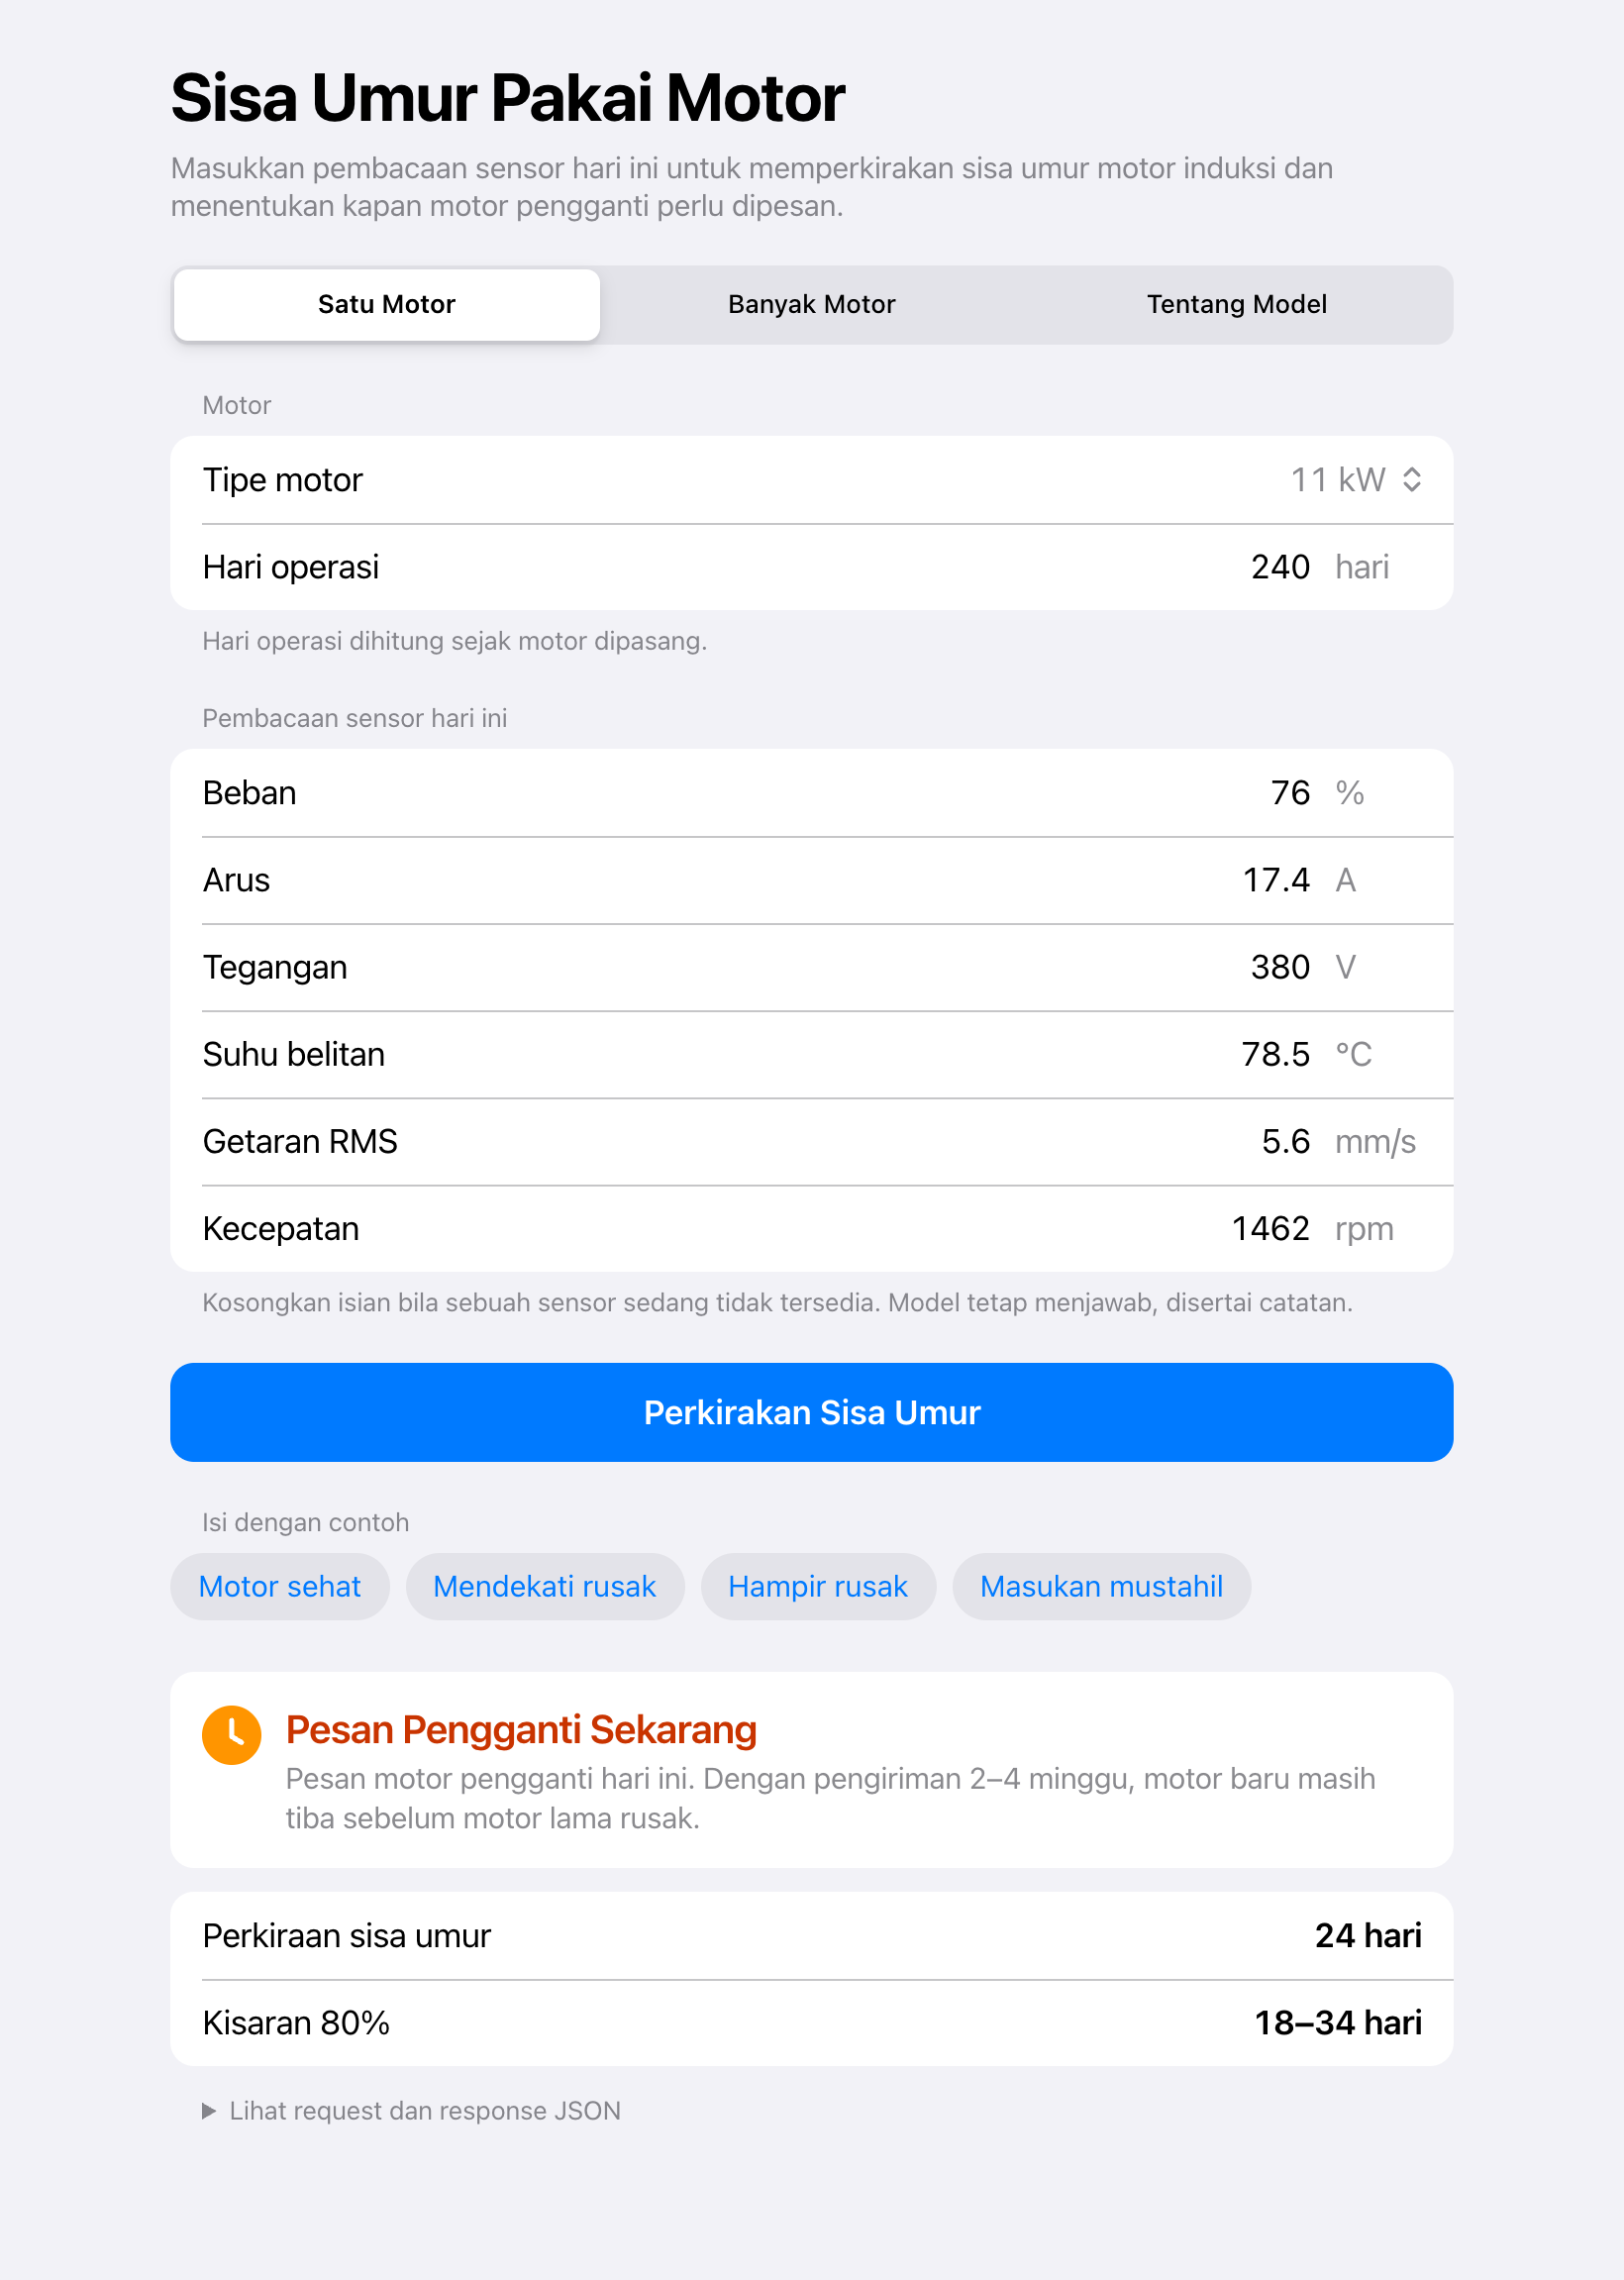 Sisa Umur Pakai Motor
Masukkan pembacaan sensor hari ini untuk memperkirakan sisa umur motor induksi dan
menentukan kapan motor pengganti perlu dipesan.
Satu Motor
Banyak Motor
Tentang Model
Motor
Tipe motor 11 kW
Hari operasi 240 hari
Hari operasi dihitung sejak motor dipasang.
Pembacaan sensor hari ini
Beban 76 %
Arus 17.4 A
Tegangan 380 V
Suhu belitan 78.5 °C
Getaran RMS 5.6 mm/s
Kecepatan 1462 rpm
Kosongkan isian bila sebuah sensor sedang tidak tersedia. Model tetap menjawab, disertai catatan.
Perkirakan Sisa Umur
Isi dengan contoh
Motor sehat
Mendekati rusak
Hampir rusak
Masukan mustahil
Pesan Pengganti Sekarang
Pesan motor pengganti hari ini. Dengan pengiriman 2–4 minggu, motor baru masih
tiba sebelum motor lama rusak.
Perkiraan sisa umur 24 hari
Kisaran 80% 18–34 hari
Lihat request dan response JSON